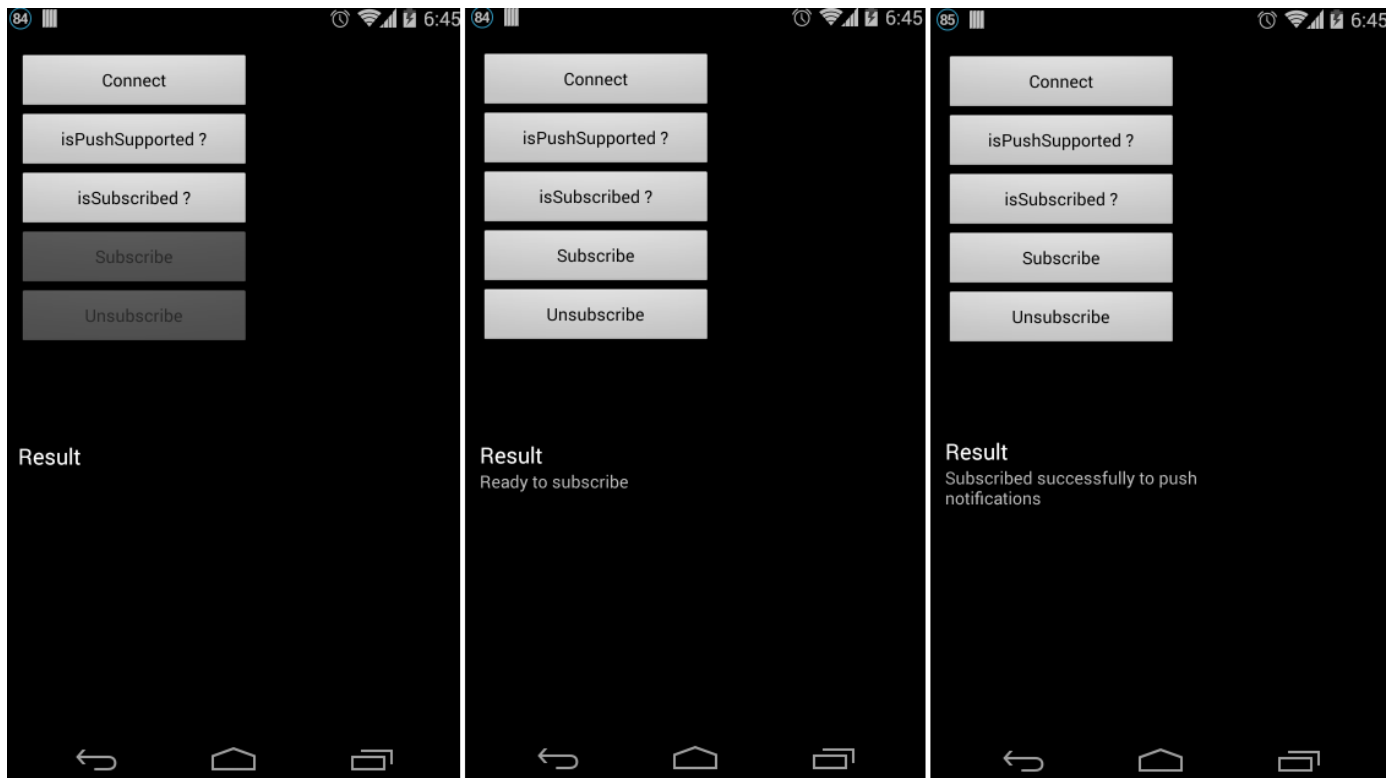 84 6:45
Connect
isPushSupported ?
isSubscribed ?
Subscribe
Unsubscribe
Result
84 6:45
Connect
isPushSupported ?
isSubscribed ?
Subscribe
Unsubscribe
Result
Ready to subscribe
85 6:45
Connect
isPushSupported ?
isSubscribed ?
Subscribe
Unsubscribe
Result
Subscribed successfully to push
notifications